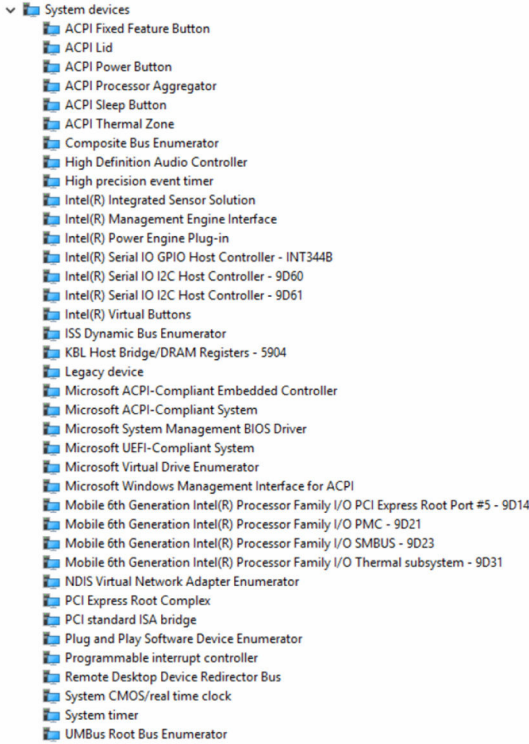 System devices
ACPI Fixed Feature Button
ACPI Lid
ACPI Power Button
ACPI Processor Aggregator
ACPI Sleep Button
ACPI Thermal Zone
Composite Bus Enumerator
High Definition Audio Controller
High precision event timer
Intel(R) Integrated Sensor Solution
Intel(R) Management Engine Interface
Intel(R) Power Engine Plug-in
Intel(R) Serial IO GPIO Host Controller - INT344B
Intel(R) Serial IO I2C Host Controller - 9D60
Intel(R) Serial IO I2C Host Controller - 9D61
Intel(R) Virtual Buttons
ISS Dynamic Bus Enumerator
KBL Host Bridge/DRAM Registers - 5904
Legacy device
Microsoft ACPI-Compliant Embedded Controller
Microsoft ACPI-Compliant System
Microsoft System Management BIOS Driver
Microsoft UEFI-Compliant System
Microsoft Virtual Drive Enumerator
Microsoft Windows Management Interface for ACPI
Mobile 6th Generation Intel(R) Processor Family I/O PCI Express Root Port #5 - 9D14
Mobile 6th Generation Intel(R) Processor Family I/O PMC - 9D21
Mobile 6th Generation Intel(R) Processor Family I/O SMBUS - 9D23
Mobile 6th Generation Intel(R) Processor Family I/O Thermal subsystem - 9D31
NDIS Virtual Network Adapter Enumerator
PCI Express Root Complex
PCI standard ISA bridge
Plug and Play Software Device Enumerator
Programmable interrupt controller
Remote Desktop Device Redirector Bus
System CMOS/real time clock
System timer
UMBus Root Bus Enumerator